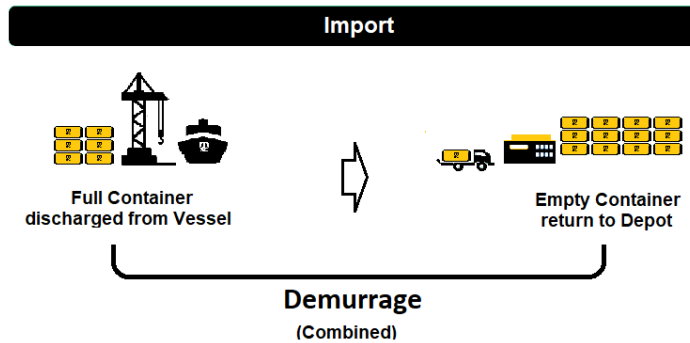 Import
Full Container
discharged from Vessel
Empty Container
return to Depot
Demurrage
(Combined)